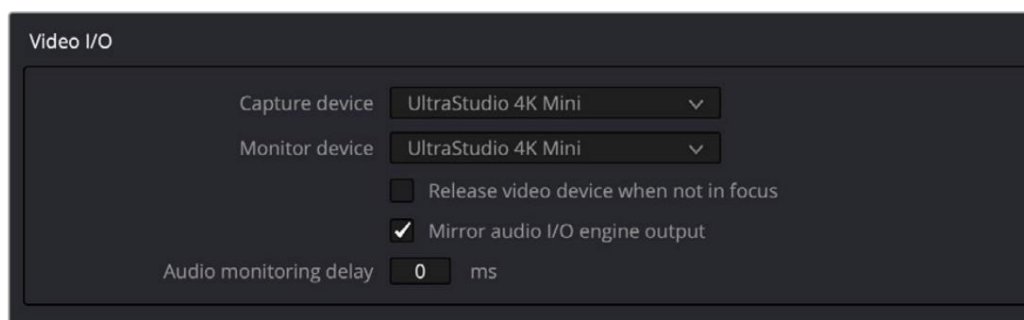 Video I/O
Capture device UltraStudio 4K Mini
Monitor device UltraStudio 4K Mini
Release video device when not in focus
Mirror audio I/O engine output
Audio monitoring delay 0 ms